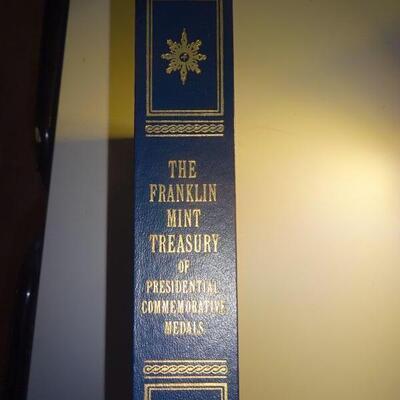 THE
FRANKLIN
MINT
TREASURY
OF
PRESIDENTIAL
COMMEMORATIVE
MEDALS